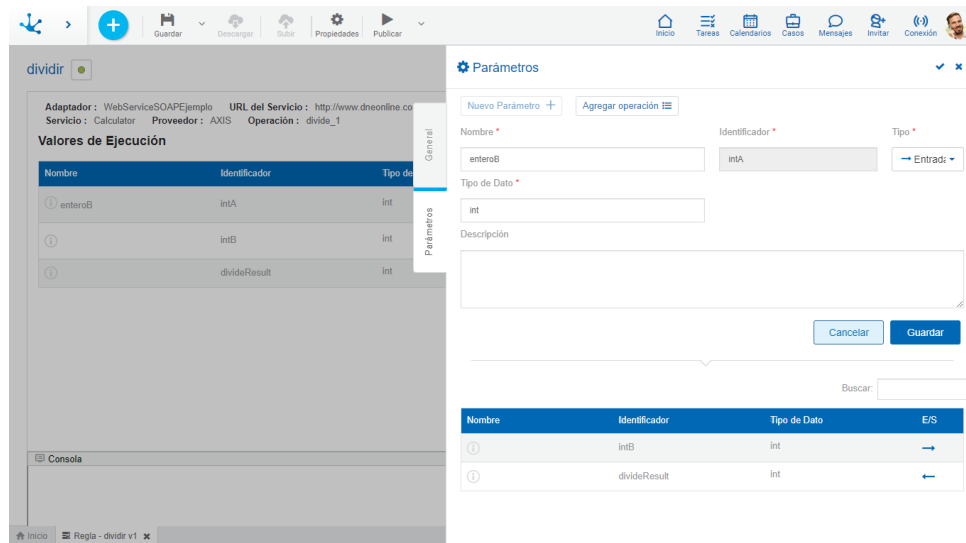 Guardar
Descargar
Subir
Propiedades
Publicar
Inicio
Tareas
Calendarios
Casos
Mensajes
Invitar
Conexión
dividir
Adaptador : WebServiceSOAPEjemplo URL del Servicio : http://www.dneonline.co
Servicio : Calculator Proveedor : AXIS Operación : divide_1
Valores de Ejecución
Nombre Identificador Tipo de
enteroB intA int
intB int
divideResult int
Consola
Inicio Regla - dividir v1
General
Parámetros
Parámetros
Nuevo Parámetro + Agregar operación
Nombre * Identificador * Tipo *
enteroB intA Entrada
Tipo de Dato *
int
Descripción
Cancelar Guardar
Buscar:
Nombre Identificador Tipo de Dato E/S
intB int →
divideResult int ←